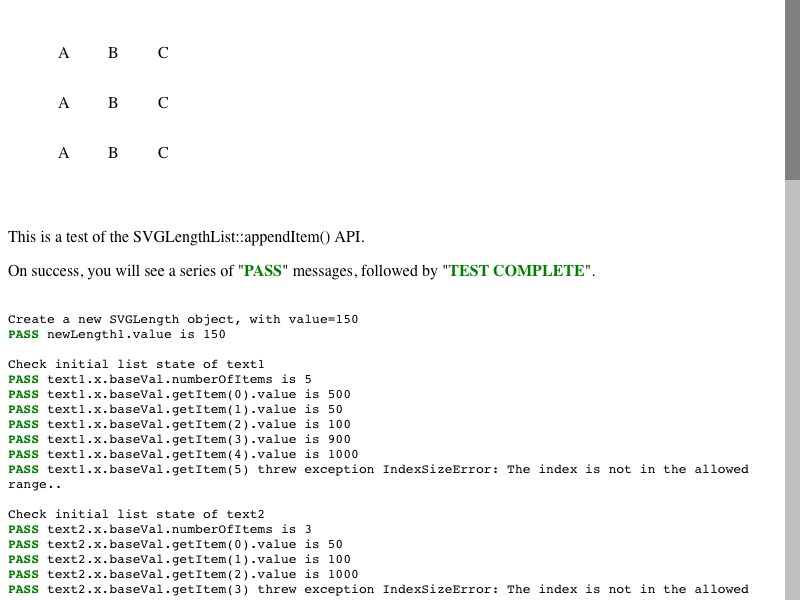 A B C
A B C
A B C
This is a test of the SVGLengthList::appendItem() API.
On success, you will see a series of "PASS" messages, followed by "TEST COMPLETE".
Create a new SVGLength object, with value=150
PASS newLength1.value is 150
Check initial list state of text1
PASS text1.x.baseVal.numberOfItems is 5
PASS text1.x.baseVal.getItem(0).value is 500
PASS text1.x.baseVal.getItem(1).value is 50
PASS text1.x.baseVal.getItem(2).value is 100
PASS text1.x.baseVal.getItem(3).value is 900
PASS text1.x.baseVal.getItem(4).value is 1000
PASS text1.x.baseVal.getItem(5) threw exception IndexSizeError: The index is not in the allowed
range..
Check initial list state of text2
PASS text2.x.baseVal.numberOfItems is 3
PASS text2.x.baseVal.getItem(0).value is 50
PASS text2.x.baseVal.getItem(1).value is 100
PASS text2.x.baseVal.getItem(2).value is 1000
PASS text2.x.baseVal.getItem(3) threw exception IndexSizeError: The index is not in the allowed